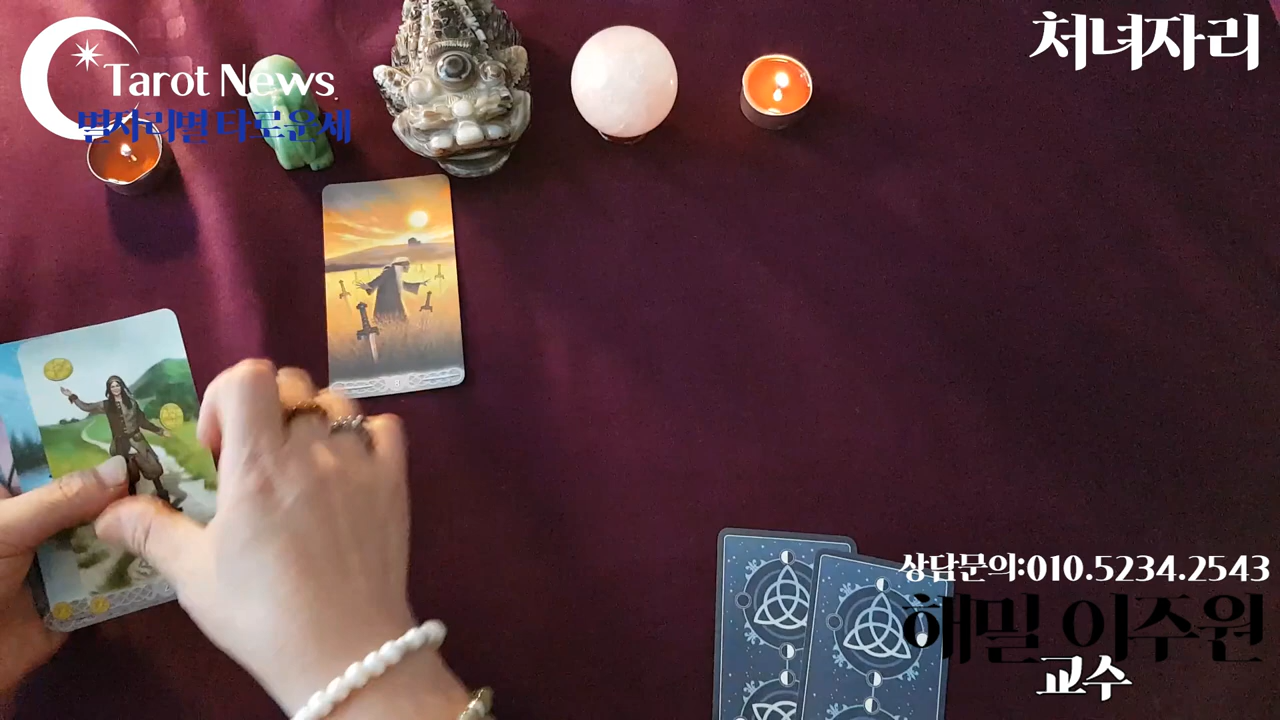 처녀자리
Tarot News.
별자리별 타로운세
8
상담문의:010.5234.2543
해밀 이주원
교수